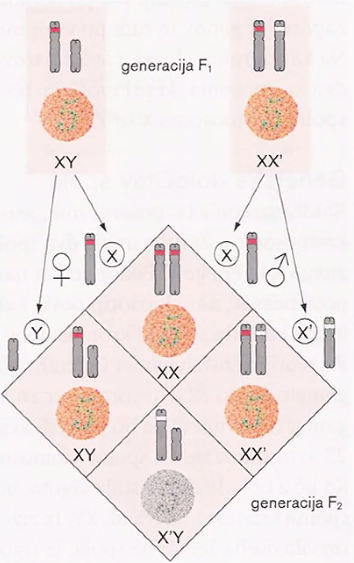 generacija F₁
XY
XX'
♀
X
X
♂
Y
X'
XX
XY
XX'
X'Y
generacija F₂